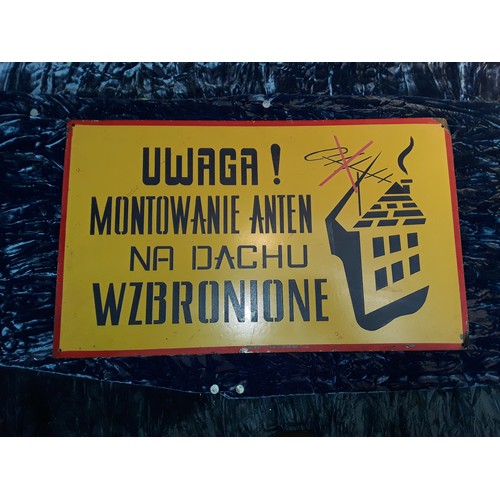 UWAGA!
MONTOWANIE ANTEN
NA DACHU
WZBRONIONE